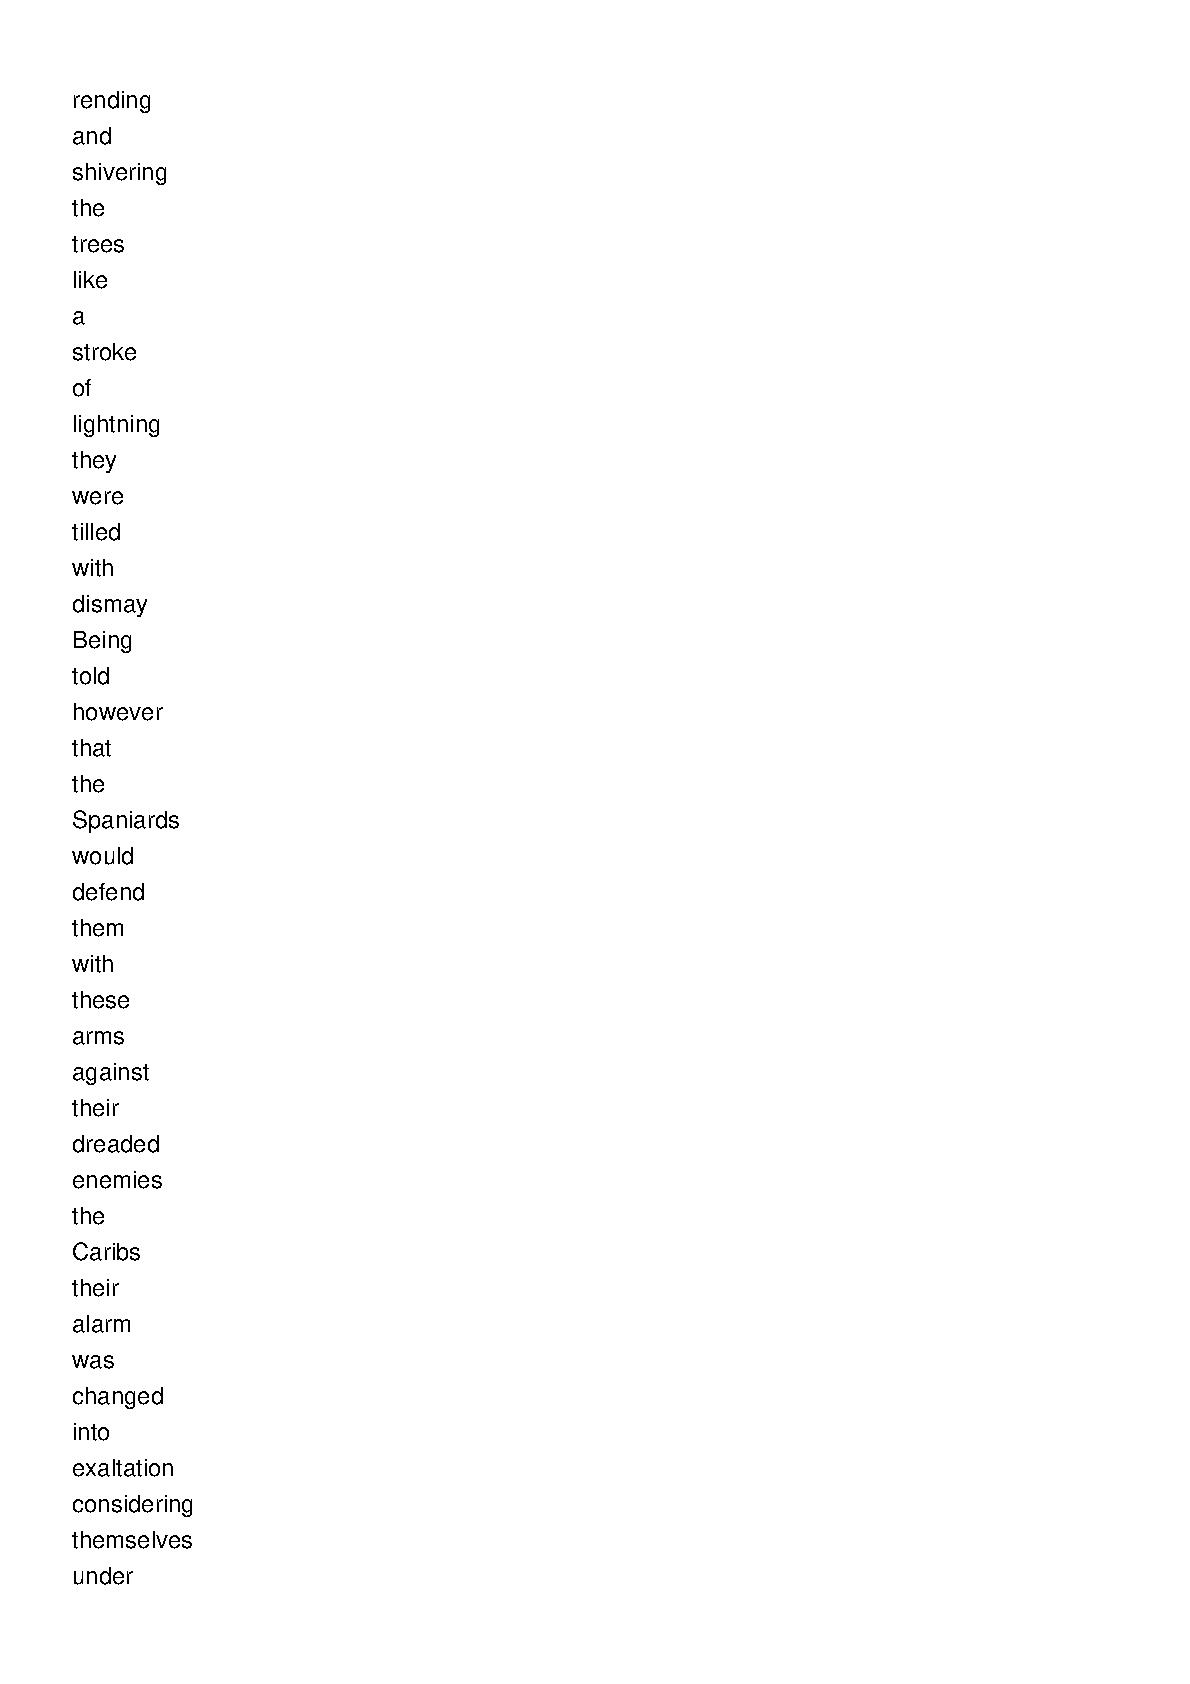 rending
and
shivering
the
trees
like
a
stroke
of
lightning
they
were
tilled
with
dismay
Being
told
however
that
the
Spaniards
would
defend
them
with
these
arms
against
their
dreaded
enemies
the
Caribs
their
alarm
was
changed
into
exaltation
considering
themselves
under